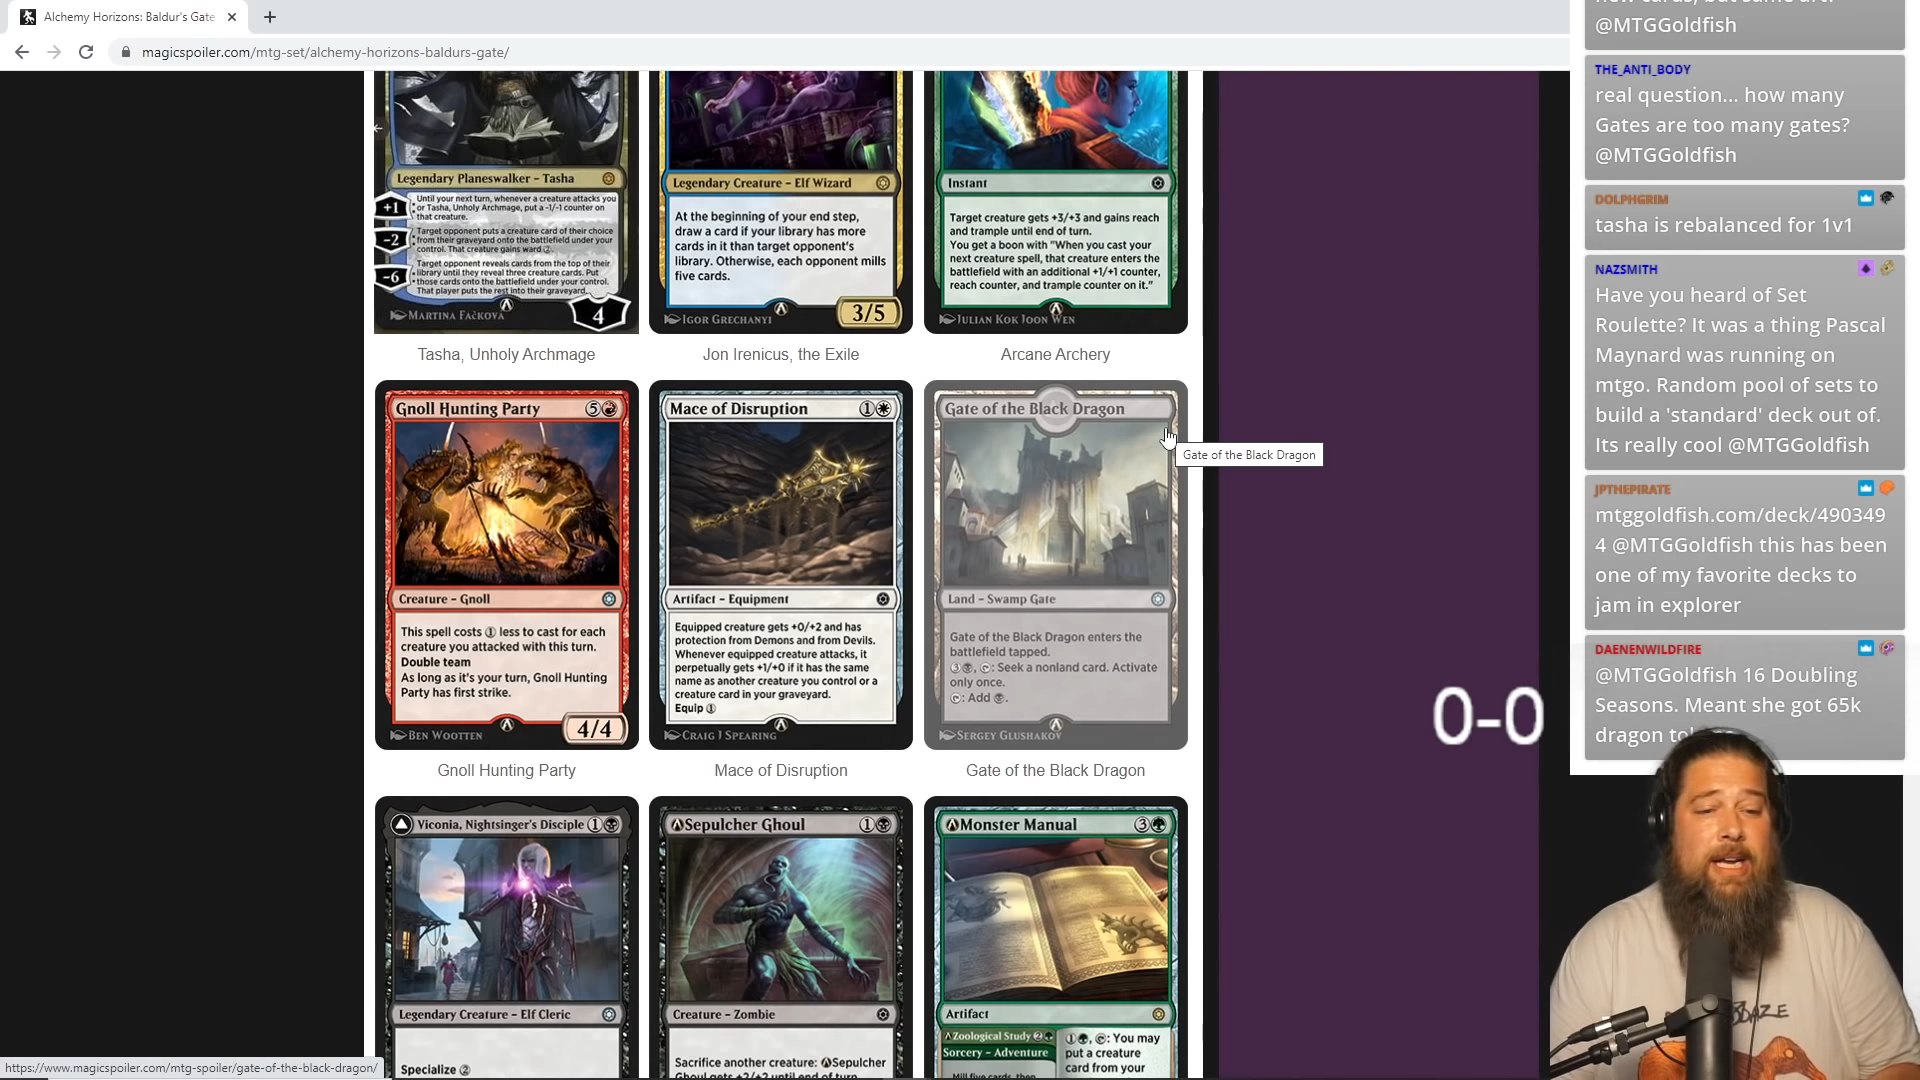 Alchemy Horizons: Baldur's Gate
magicspoiler.com/mtg-set/alchemy-horizons-baldurs-gate/
Legendary Planeswalker – Tasha
+1
Until your next turn, whenever a creature attacks you
or Tasha, Unholy Archmage, put a -1/-1 counter on
that creature.
-2
Target opponent puts a creature card of their choice
from their graveyard onto the battlefield under your
control. That creature gains ward 2.
-6
Target opponent reveals cards from the top of their
library until they reveal three creature cards. Put
those cards onto the battlefield under your control.
That player puts the rest into their graveyard.
Martina Fačková
4
Tasha, Unholy Archmage
Legendary Creature – Elf Wizard
At the beginning of your end step,
draw a card if your library has more
cards in it than target opponent's
library. Otherwise, each opponent mills
five cards.
Igor Grechanyi
3/5
Jon Irenicus, the Exile
Instant
Target creature gets +3/+3 and gains reach
and trample until end of turn.
You get a boon with "When you cast your
next creature spell, that creature enters the
battlefield with an additional +1/+1 counter,
reach counter, and trample counter on it."
Julian Kok Joon Wen
Arcane Archery
Gnoll Hunting Party 5
Creature – Gnoll
This spell costs 1 less to cast for each
creature you attacked with this turn.
Double team
As long as it's your turn, Gnoll Hunting
Party has first strike.
Ben Wootten
4/4
Gnoll Hunting Party
Mace of Disruption 1
Artifact – Equipment
Equipped creature gets +0/+2 and has
protection from Demons and from Devils.
Whenever equipped creature attacks, it
perpetually gets +1/+0 if it has the same
name as another creature you control or a
creature card in your graveyard.
Equip 1
Craig J Spearing
Mace of Disruption
Gate of the Black Dragon
Land – Swamp Gate
Gate of the Black Dragon enters the
battlefield tapped.
3, : Seek a nonland card. Activate
only once.
: Add .
Sergey Glushakov
Gate of the Black Dragon
Gate of the Black Dragon
Viconia, Nightsinger's Disciple 1
Legendary Creature – Elf Cleric
Specialize 2
Sepulcher Ghoul 1
Creature – Zombie
Sacrifice another creature: Sepulcher
Ghoul gets +2/+2 until end of turn.
Monster Manual 3
Artifact
Zoological Study 2
Sorcery – Adventure
Mill five cards, then
1, : You may
put a creature
card from your
https://www.magicspoiler.com/mtg-spoiler/gate-of-the-black-dragon/
0-0
@MTGGoldfish
THE_ANTI_BODY
real question... how many
Gates are too many gates?
@MTGGoldfish
DOLPHGRIM
tasha is rebalanced for 1v1
NAZSMITH
Have you heard of Set
Roulette? It was a thing Pascal
Maynard was running on
mtgo. Random pool of sets to
build a 'standard' deck out of.
Its really cool @MTGGoldfish
JPTHEPIRATE
mtggoldfish.com/deck/490349
4 @MTGGoldfish this has been
one of my favorite decks to
jam in explorer
DAENENWILDFIRE
@MTGGoldfish 16 Doubling
Seasons. Meant she got 65k
dragon